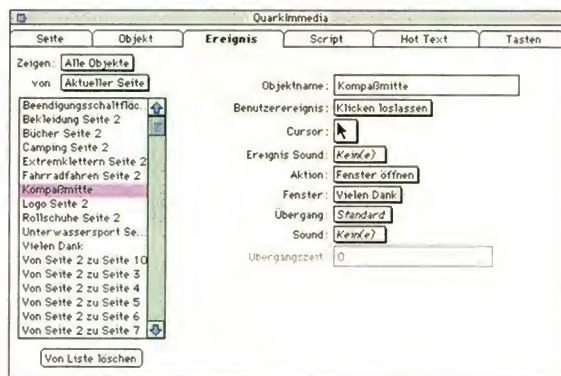 QuarkImmedia
Seite Objekt Ereignis Script Hot Text Tasten
Zeigen: Alle Objekte
von Aktueller Seite
Beendigungsschaltfläc...
Bekleidung Seite 2
Bücher Seite 2
Camping Seite 2
Extremklettern Seite 2
Fahrradfahren Seite 2
Kompaßmitte
Logo Seite 2
Rollschuhe Seite 2
Unterwassersport Se...
Vielen Dank
Von Seite 2 zu Seite 10
Von Seite 2 zu Seite 3
Von Seite 2 zu Seite 4
Von Seite 2 zu Seite 5
Von Seite 2 zu Seite 6
Von Seite 2 zu Seite 7
Von Liste löschen
Objektname: Kompaßmitte
Benutzerereignis: Klicken loslassen
Cursor:
Ereignis Sound: Kein(e)
Aktion: Fenster öffnen
Fenster: Vielen Dank
Übergang: Standard
Sound: Kein(e)
Übergangszeit: 0